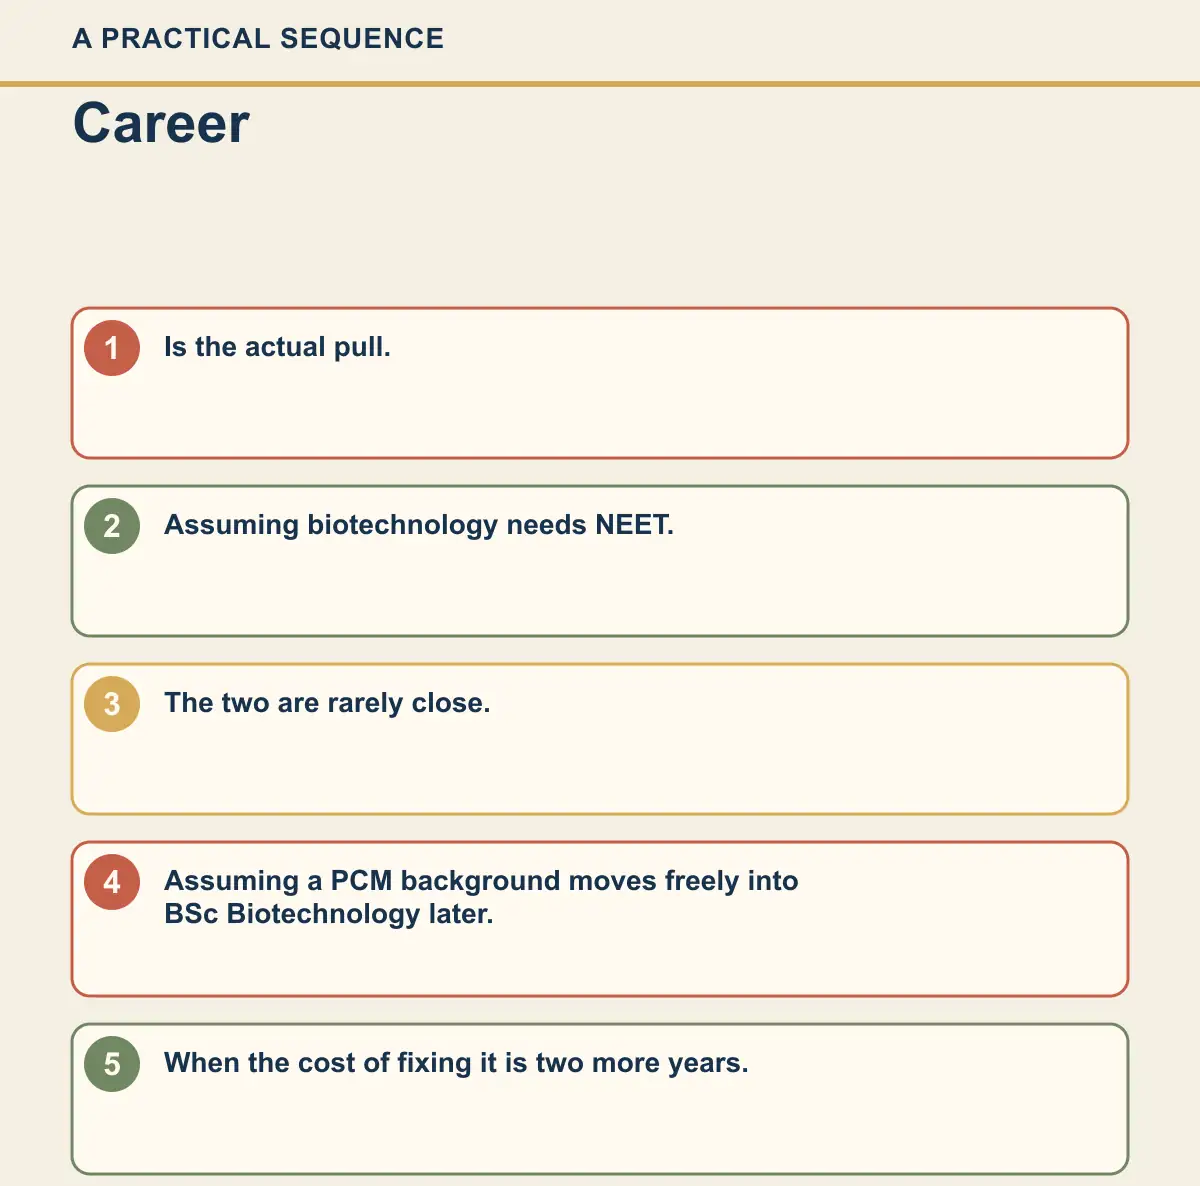 A PRACTICAL SEQUENCE
Career
1
Is the actual pull.
2
Assuming biotechnology needs NEET.
3
The two are rarely close.
4
Assuming a PCM background moves freely into
BSc Biotechnology later.
5
When the cost of fixing it is two more years.